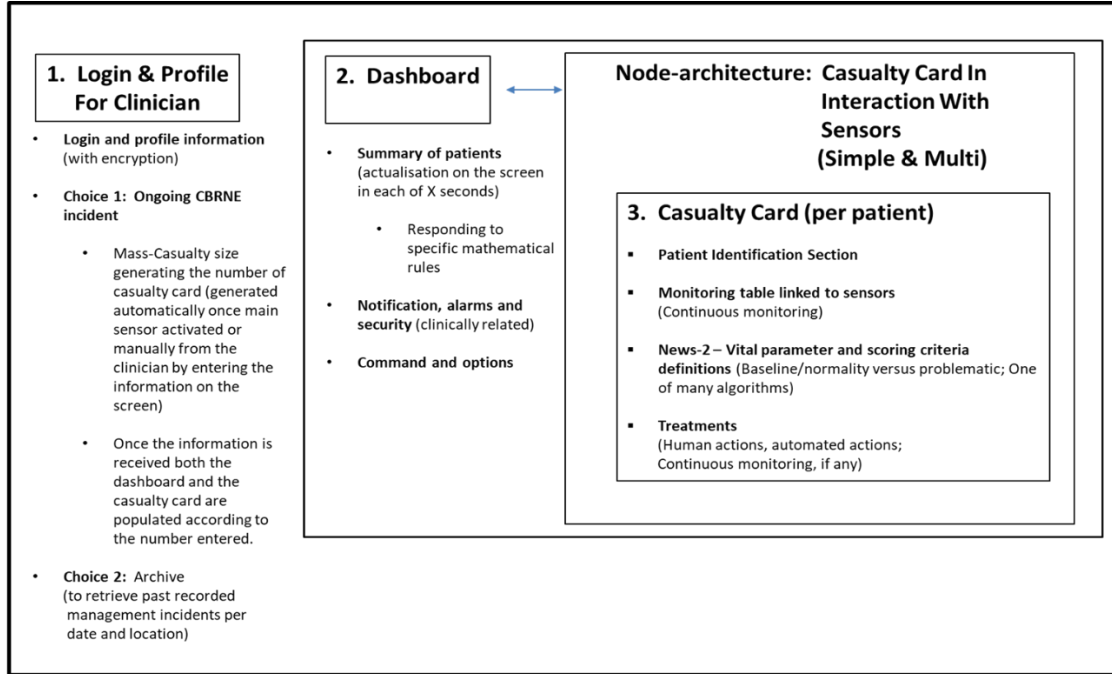 1. Login & Profile
For Clinician
• Login and profile information
(with encryption)
• Choice 1: Ongoing CBRNE
incident
• Mass-Casualty size
generating the number of
casualty card (generated
automatically once main
sensor activated or
manually from the
clinician by entering the
information on the
screen)
• Once the information is
received both the
dashboard and the
casualty card are
populated according to
the number entered.
• Choice 2: Archive
(to retrieve past recorded
management incidents per
date and location)
2. Dashboard
• Summary of patients
(actualisation on the screen
in each of X seconds)
• Responding to
specific mathematical
rules
• Notification, alarms and
security (clinically related)
• Command and options
Node-architecture: Casualty Card In
Interaction With
Sensors
(Simple & Multi)
3. Casualty Card (per patient)
▪ Patient Identification Section
▪ Monitoring table linked to sensors
(Continuous monitoring)
▪ News-2 – Vital parameter and scoring criteria
definitions (Baseline/normality versus problematic; One
of many algorithms)
▪ Treatments
(Human actions, automated actions;
Continuous monitoring, if any)